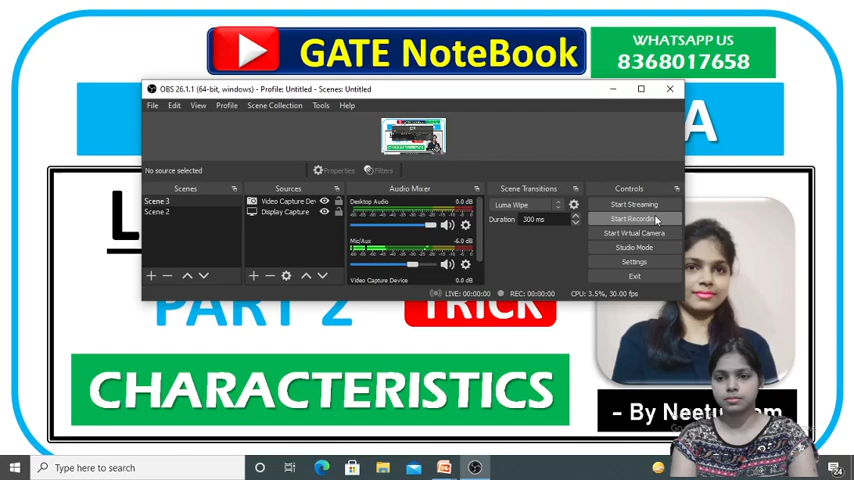 GATE NoteBook
WHATSAPP US
8368017658
A
OBS 26.1.1 (64-bit, windows) - Profile: Untitled - Scenes: Untitled
File Edit View Profile Scene Collection Tools Help
No source selected
Properties
Filters
Scenes
Scene 3
Scene 2
Sources
Video Capture De
Display Capture
Audio Mixer
Desktop Audio 0.0 dB
Mic/Aux -6.0 dB
Video Capture Device 0.0 dB
Scene Transitions
Luma Wipe
Duration 300 ms
Controls
Start Streaming
Start Recording
Start Virtual Camera
Studio Mode
Settings
Exit
LIVE: 00:00:00
REC: 00:00:00
CPU: 3.5%, 30.00 fps
L
PART 2
TRICK
CHARACTERISTICS
- By Neetu
Type here to search
24